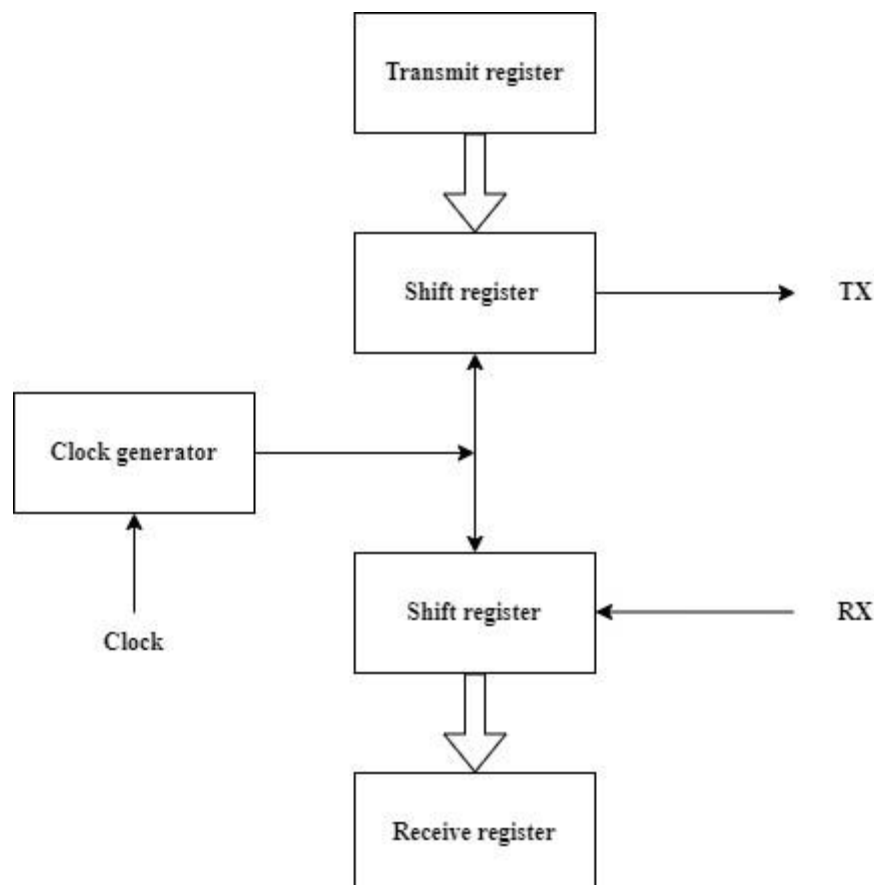 Transmit register
Shift register
TX
Clock generator
Shift register
RX
Clock
Receive register